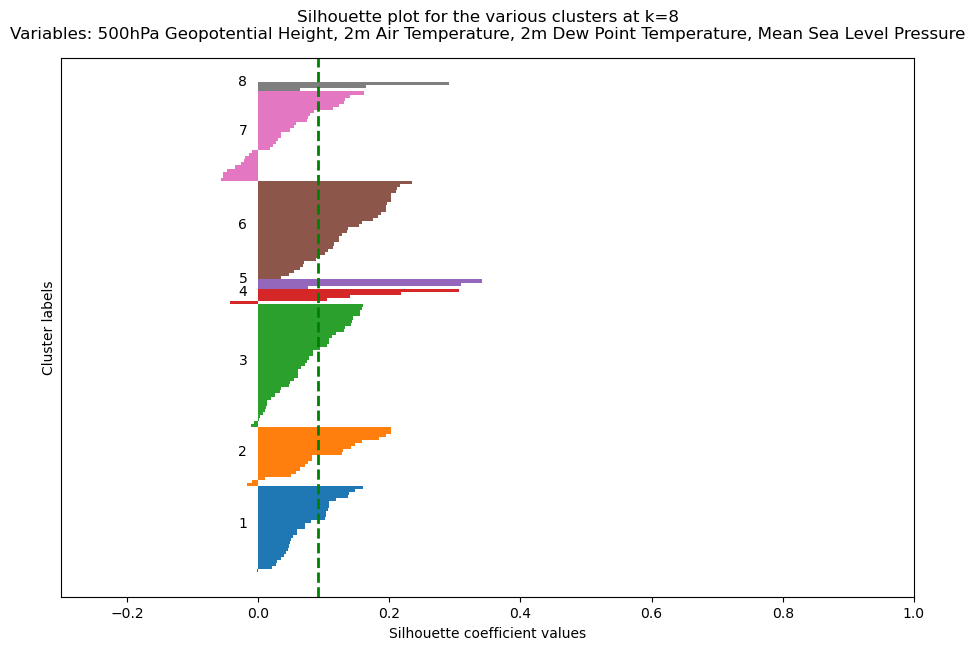 Silhouette plot for the various clusters at k=8
Variables: 500hPa Geopotential Height, 2m Air Temperature, 2m Dew Point Temperature, Mean Sea Level Pressure
8
7
6
5
4
3
2
1
Cluster labels
−0.2 0.0 0.2 0.4 0.6 0.8 1.0
Silhouette coefficient values